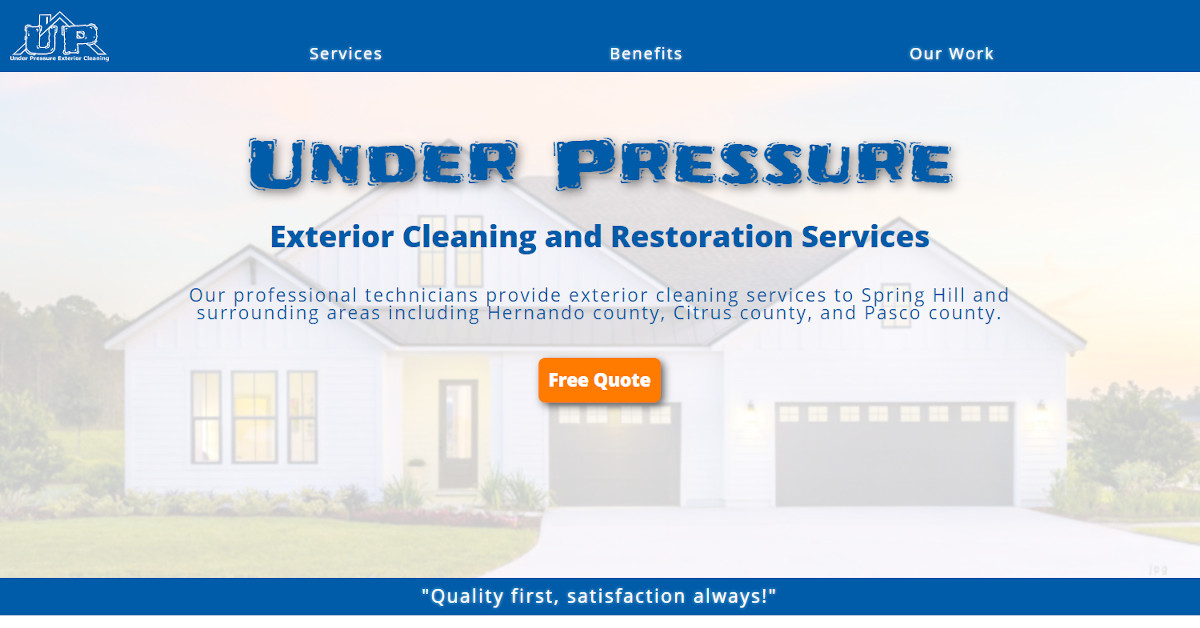 UR
Under Pressure Exterior Cleaning
Services
Benefits
Our Work
Under Pressure
Exterior Cleaning and Restoration Services
Our professional technicians provide exterior cleaning services to Spring Hill and
surrounding areas including Hernando county, Citrus county, and Pasco county.
Free Quote
"Quality first, satisfaction always!"